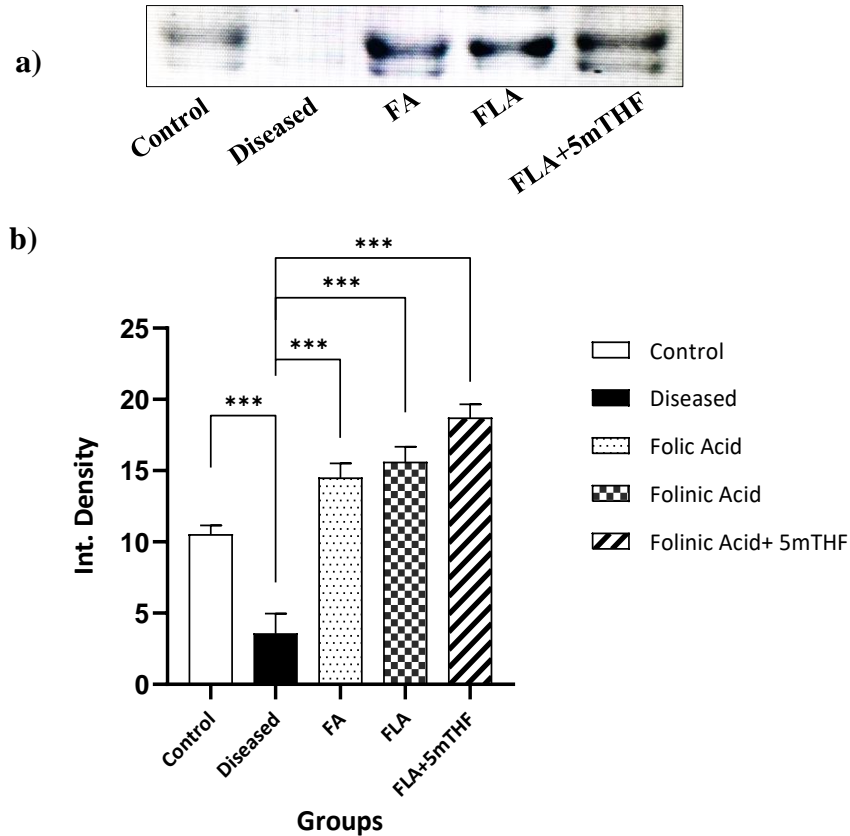 a)
Control
Diseased
FA
FLA
FLA+5mTHF
b)
***
***
***
***
25
20
15
10
5
0
Int. Density
Control
Diseased
FA
FLA
FLA+5mTHF
Groups
Control
Diseased
Folic Acid
Folinic Acid
Folinic Acid+ 5mTHF